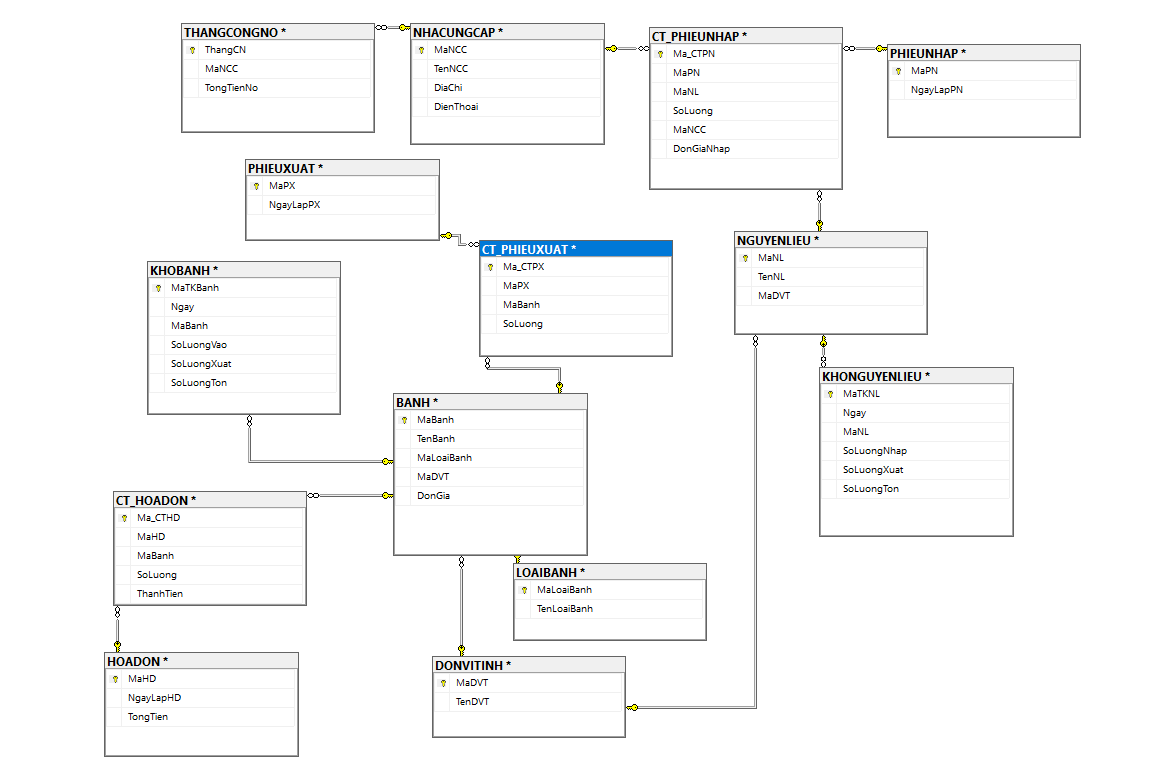 THANGCONGNO *
ThangCN
MaNCC
TongTienNo
NHACUNGCAP *
MaNCC
TenNCC
DiaChi
DienThoai
CT_PHIEUNHAP *
Ma_CTPN
MaPN
MaNL
SoLuong
MaNCC
DonGiaNhap
PHIEUNHAP *
MaPN
NgayLapPN
PHIEUXUAT *
MaPX
NgayLapPX
CT_PHIEUXUAT *
Ma_CTPX
MaPX
MaBanh
SoLuong
NGUYENLIEU *
MaNL
TenNL
MaDVT
KHOBANH *
MaTKBanh
Ngay
MaBanh
SoLuongVao
SoLuongXuat
SoLuongTon
KHONGUYENLIEU *
MaTKNL
Ngay
MaNL
SoLuongNhap
SoLuongXuat
SoLuongTon
BANH *
MaBanh
TenBanh
MaLoaiBanh
MaDVT
DonGia
CT_HOADON *
Ma_CTHD
MaHD
MaBanh
SoLuong
ThanhTien
LOAIBANH *
MaLoaiBanh
TenLoaiBanh
HOADON *
MaHD
NgayLapHD
TongTien
DONVITINH *
MaDVT
TenDVT